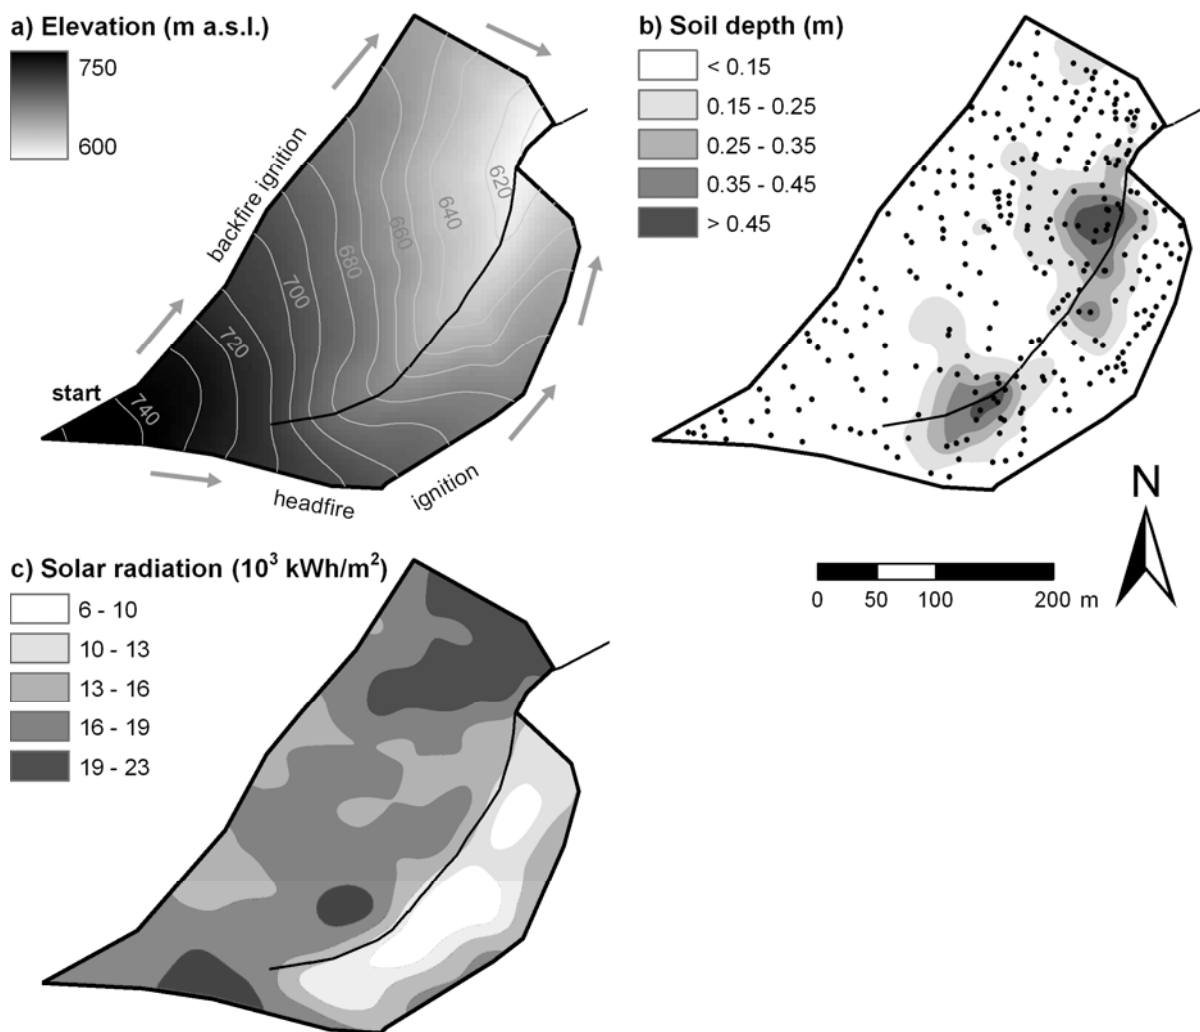 a) Elevation (m a.s.l.)
750
600
backfire ignition
620
640
660
680
700
720
740
start
headfire
ignition
b) Soil depth (m)
< 0.15
0.15 - 0.25
0.25 - 0.35
0.35 - 0.45
> 0.45
N
0 50 100 200 m
c) Solar radiation (10³ kWh/m²)
6 - 10
10 - 13
13 - 16
16 - 19
19 - 23